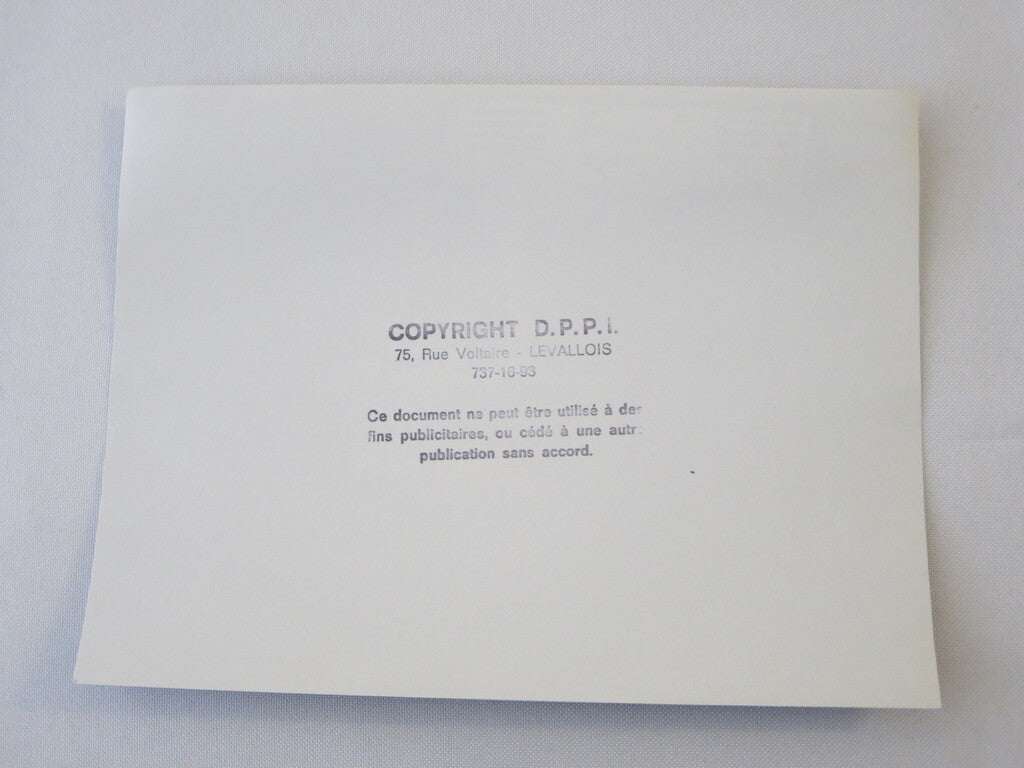 COPYRIGHT D.P.P.I.
75, Rue Voltaire - LEVALLOIS
737-16-93
Ce document ne peut être utilisé à des
fins publicitaires, ou cédé à une autre
publication sans accord.